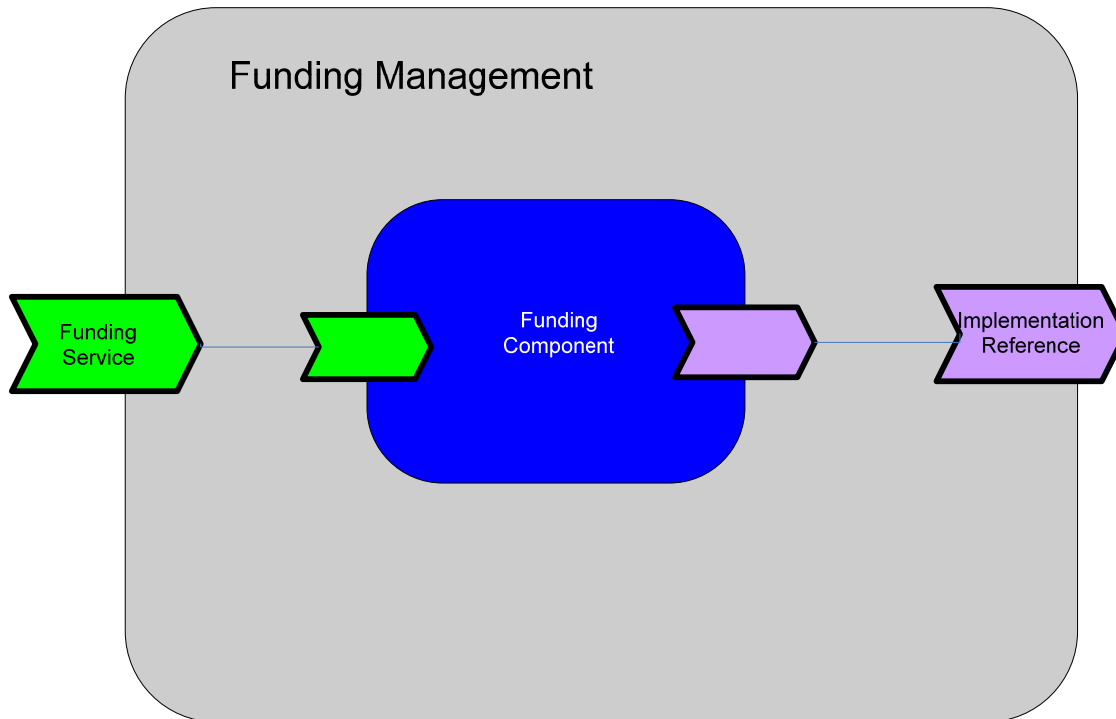 Funding Management
Funding
Service
Funding
Component
Implementation
Reference